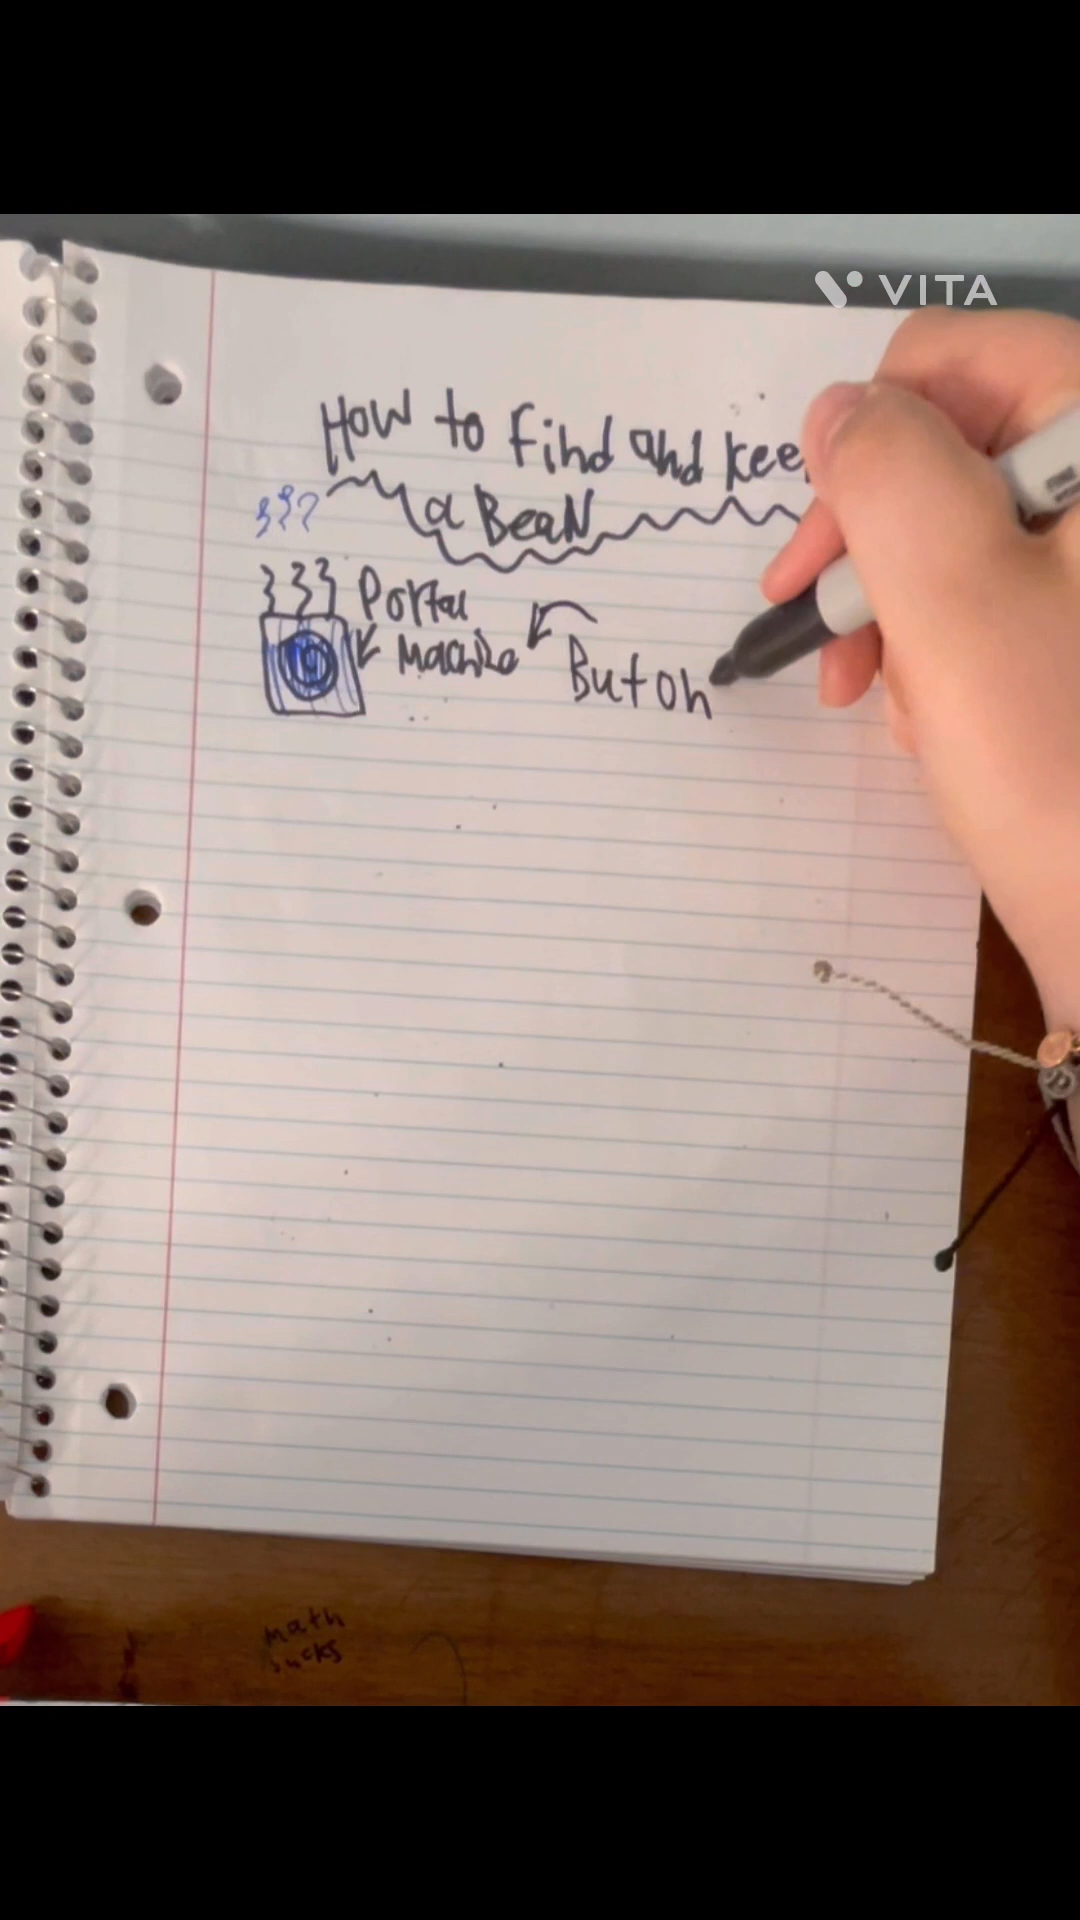 VITA
How to find and kee
a BeaN
Portal
Machine
Button
math
sucks